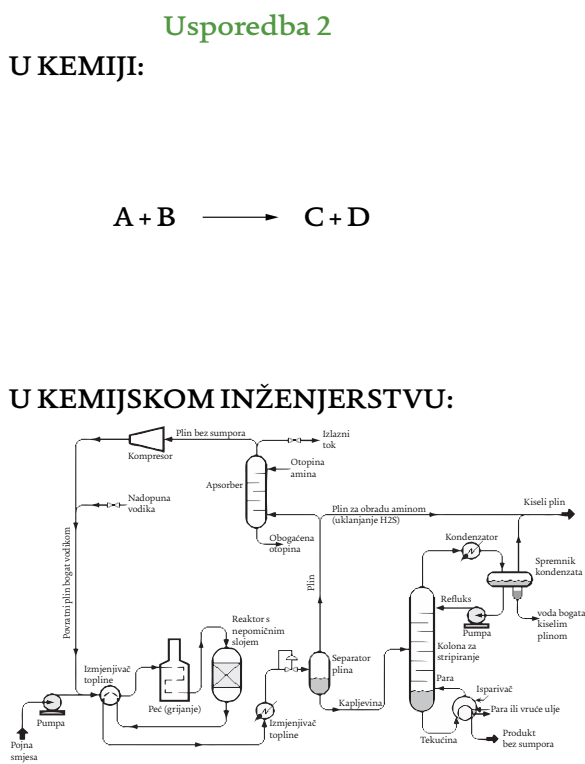 Usporedba 2
U KEMIJI:
A + B → C + D
U KEMIJSKOM INŽENJERSTVU:
Plin bez sumpora
Izlazni
tok
Kompresor
Otopina
amina
Apsorber
Nadopuna
vodika
Plin za obradu aminom
(uklanjanje H2S)
Kiseli plin
Obogaćena
otopina
Kondenzator
Spremnik
kondenzata
Povratni plin bogat vodikom
Plin
Refluks
Pumpa
voda bogata
kiselim
plinom
Reaktor s
nepomičnim
slojem
Izmjenjivač
topline
Separator
plina
Kolona za
stripiranje
Para
Isparivač
Peć (grijanje)
Kapljevina
Para ili vruće ulje
Pumpa
Izmjenjivač
topline
Tekućina
Produkt
bez sumpora
Pojna
smjesa